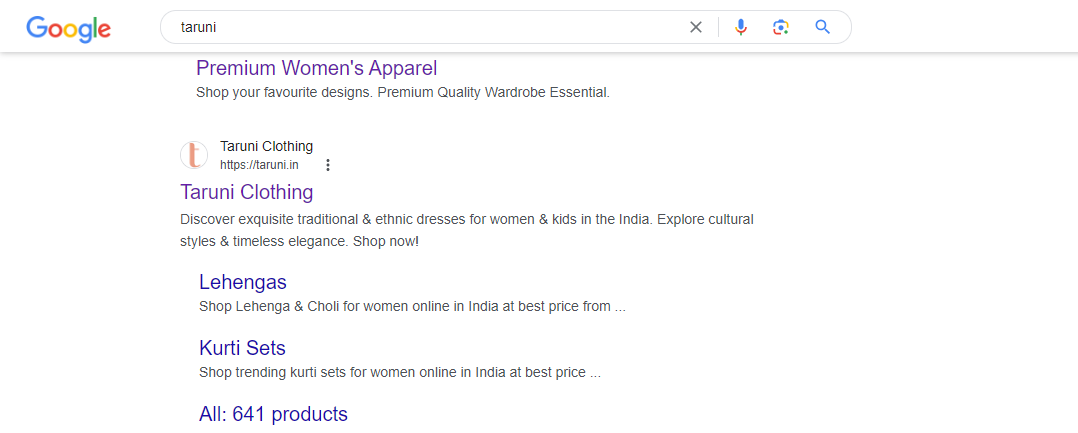 Google
taruni
Premium Women's Apparel
Shop your favourite designs. Premium Quality Wardrobe Essential.
t
Taruni Clothing
https://taruni.in
Taruni Clothing
Discover exquisite traditional & ethnic dresses for women & kids in the India. Explore cultural
styles & timeless elegance. Shop now!
Lehengas
Shop Lehenga & Choli for women online in India at best price from ...
Kurti Sets
Shop trending kurti sets for women online in India at best price ...
All: 641 products